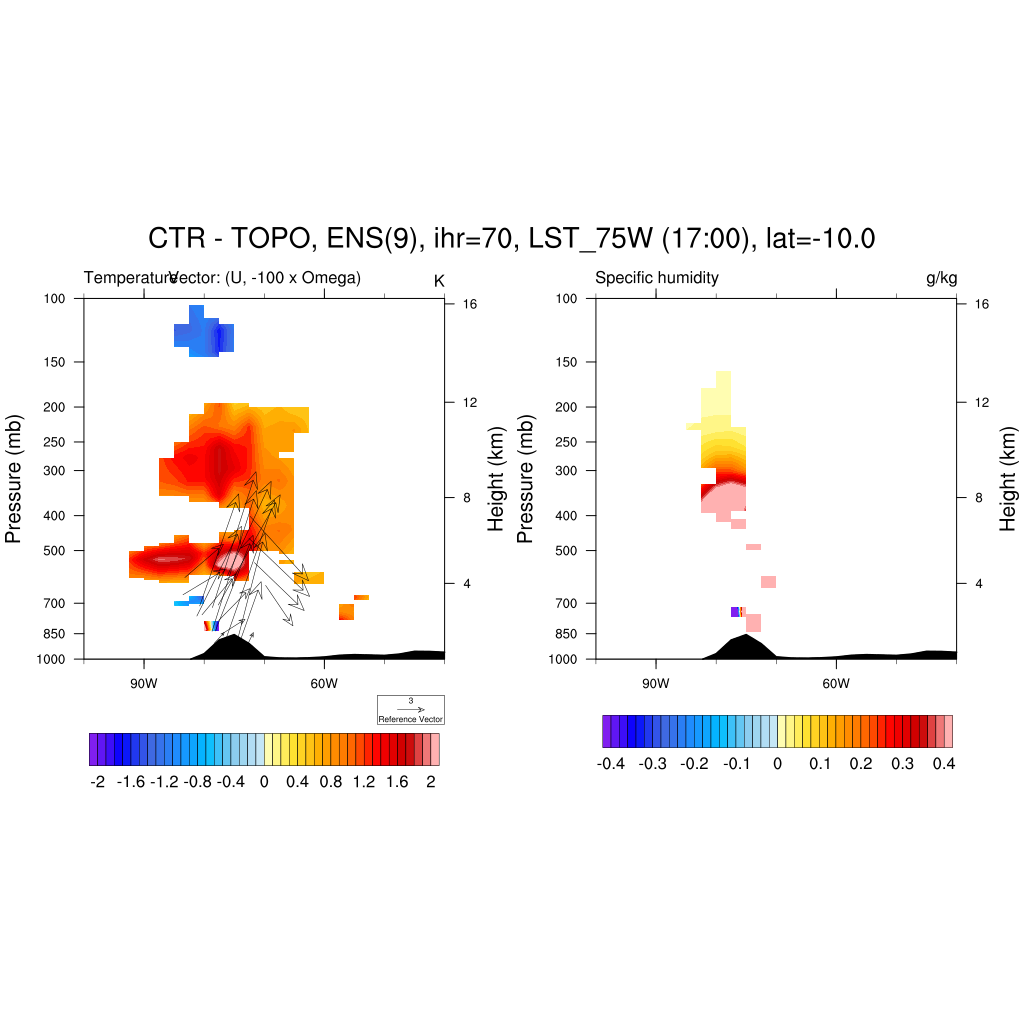 CTR - TOPO, ENS(9), ihr=70, LST_75W (17:00), lat=-10.0
Temperature Vector: (U, -100 x Omega) K
Pressure (mb)
100
150
200
250
300
400
500
700
850
1000
16
12
8
4
Height (km)
90W 60W
3
Reference Vector
-2 -1.6 -1.2 -0.8 -0.4 0 0.4 0.8 1.2 1.6 2
Specific humidity g/kg
Pressure (mb)
100
150
200
250
300
400
500
700
850
1000
16
12
8
4
Height (km)
90W 60W
-0.4 -0.3 -0.2 -0.1 0 0.1 0.2 0.3 0.4